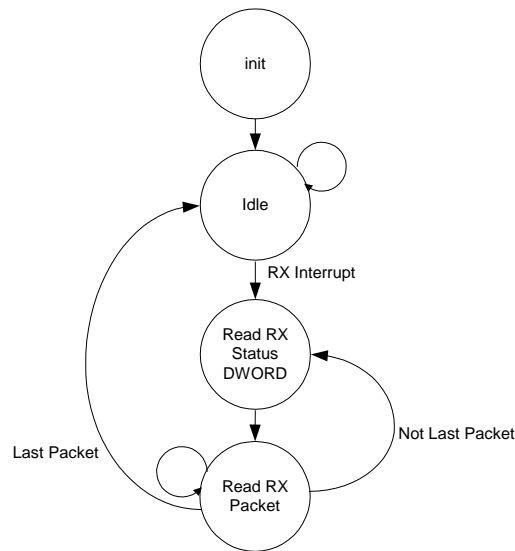 init
Idle
RX Interrupt
Read RX
Status
DWORD
Not Last Packet
Last Packet
Read RX
Packet